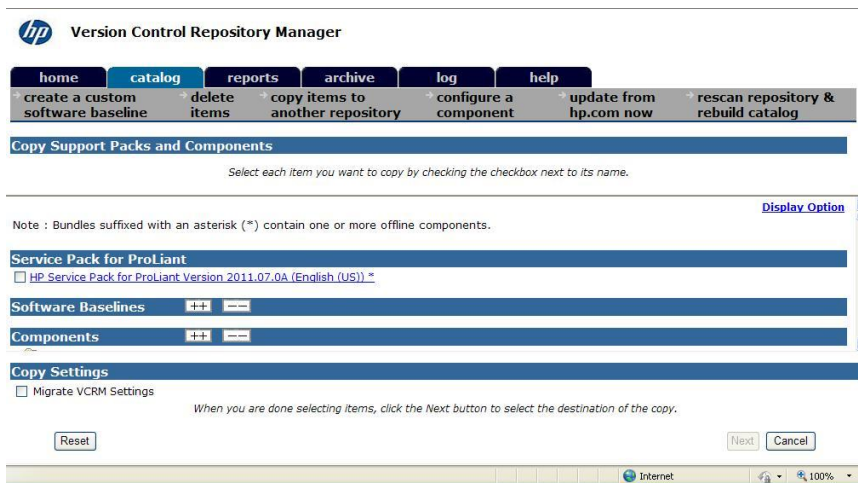 hp Version Control Repository Manager
home catalog reports archive log help
create a custom software baseline
delete items
copy items to another repository
configure a component
update from hp.com now
rescan repository & rebuild catalog
Copy Support Packs and Components
Select each item you want to copy by checking the checkbox next to its name.
Display Option
Note : Bundles suffixed with an asterisk (*) contain one or more offline components.
Service Pack for ProLiant
HP Service Pack for ProLiant Version 2011.07.0A (English (US)) *
Software Baselines ++ --
Components ++ --
Copy Settings
Migrate VCRM Settings
When you are done selecting items, click the Next button to select the destination of the copy.
Reset Next Cancel
Internet 100%